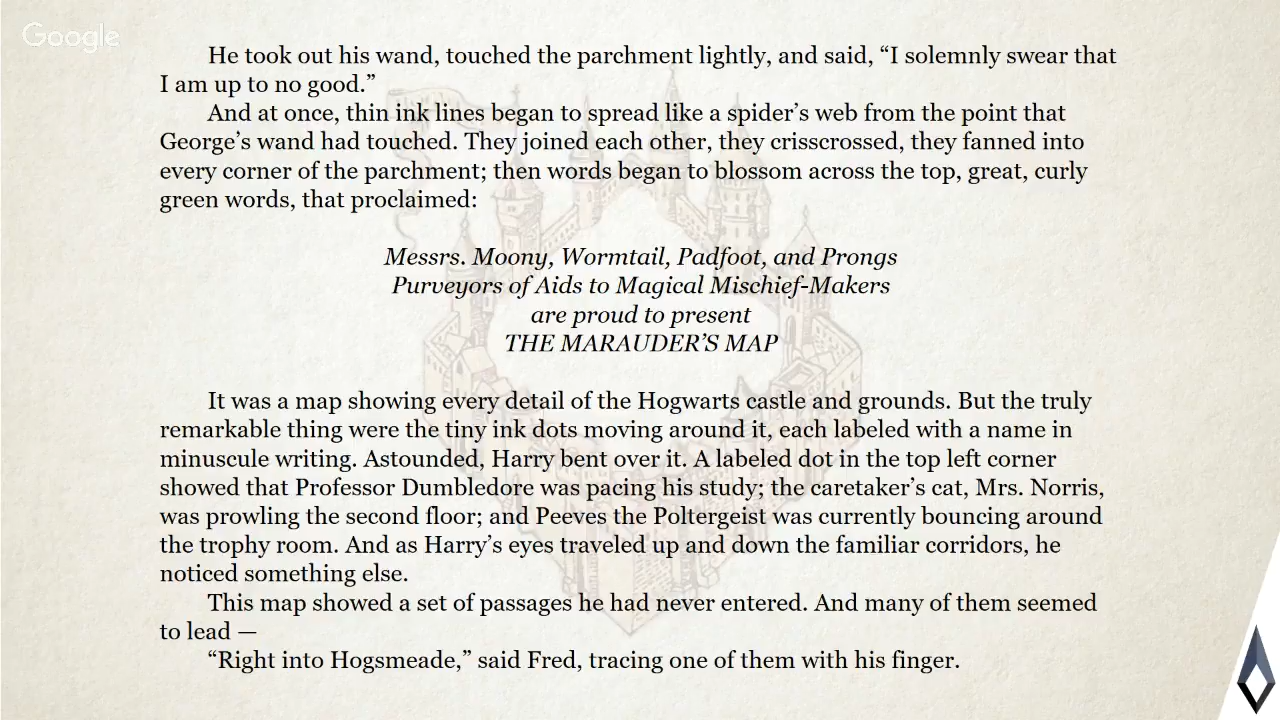 Google
He took out his wand, touched the parchment lightly, and said, “I solemnly swear that
I am up to no good.”
And at once, thin ink lines began to spread like a spider’s web from the point that
George’s wand had touched. They joined each other, they crisscrossed, they fanned into
every corner of the parchment; then words began to blossom across the top, great, curly
green words, that proclaimed:
Messrs. Moony, Wormtail, Padfoot, and Prongs
Purveyors of Aids to Magical Mischief-Makers
are proud to present
THE MARAUDER’S MAP
It was a map showing every detail of the Hogwarts castle and grounds. But the truly
remarkable thing were the tiny ink dots moving around it, each labeled with a name in
minuscule writing. Astounded, Harry bent over it. A labeled dot in the top left corner
showed that Professor Dumbledore was pacing his study; the caretaker’s cat, Mrs. Norris,
was prowling the second floor; and Peeves the Poltergeist was currently bouncing around
the trophy room. And as Harry’s eyes traveled up and down the familiar corridors, he
noticed something else.
This map showed a set of passages he had never entered. And many of them seemed
to lead —
“Right into Hogsmeade,” said Fred, tracing one of them with his finger.